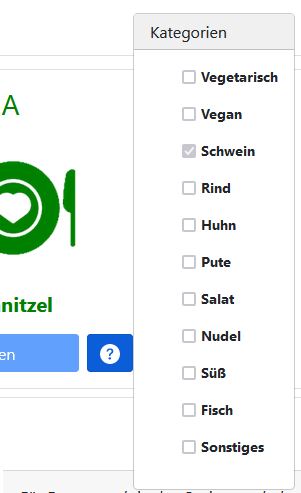 Kategorien
A
Vegetarisch
Vegan
Schwein
Rind
Huhn
Pute
Salat
nitzel
Nudel
en
Süß
Fisch
Sonstiges